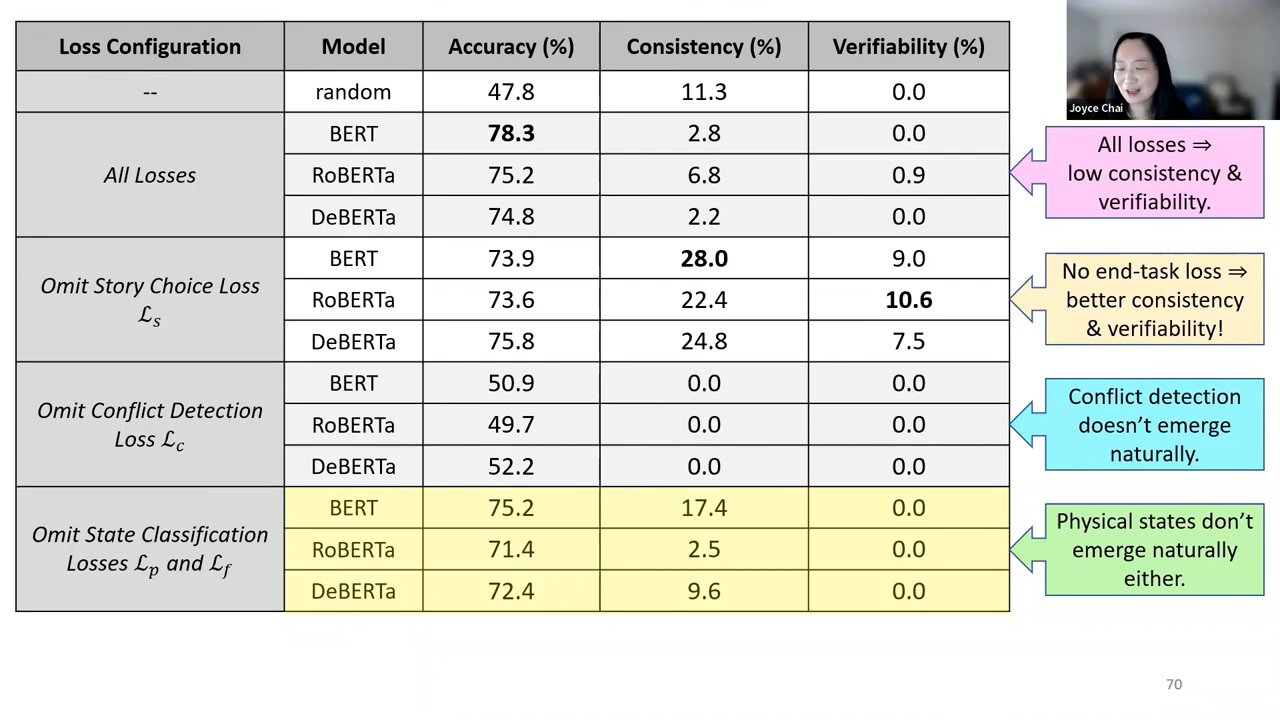 Loss Configuration Model Accuracy (%) Consistency (%) Verifiability (%)
-- random 47.8 11.3 0.0
All Losses
BERT 78.3 2.8 0.0
RoBERTa 75.2 6.8 0.9
DeBERTa 74.8 2.2 0.0
Omit Story Choice Loss
ℒs
BERT 73.9 28.0 9.0
RoBERTa 73.6 22.4 10.6
DeBERTa 75.8 24.8 7.5
Omit Conflict Detection
Loss ℒc
BERT 50.9 0.0 0.0
RoBERTa 49.7 0.0 0.0
DeBERTa 52.2 0.0 0.0
Omit State Classification
Losses ℒp and ℒf
BERT 75.2 17.4 0.0
RoBERTa 71.4 2.5 0.0
DeBERTa 72.4 9.6 0.0
Joyce Chai
All losses ⇒
low consistency &
verifiability.
No end-task loss ⇒
better consistency
& verifiability!
Conflict detection
doesn't emerge
naturally.
Physical states don't
emerge naturally
either.
70